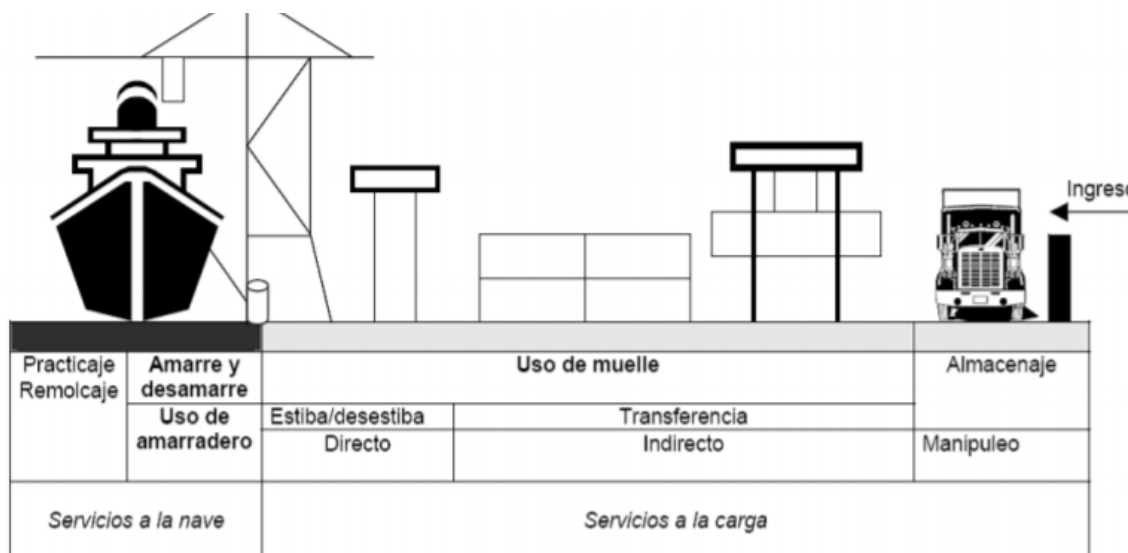 Ingreso
Practicaje
Remolcaje
Amarre y
desamarre
Uso de
amarradero
Uso de muelle
Almacenaje
Estiba/desestiba
Transferencia
Directo
Indirecto
Manipuleo
Servicios a la nave
Servicios a la carga